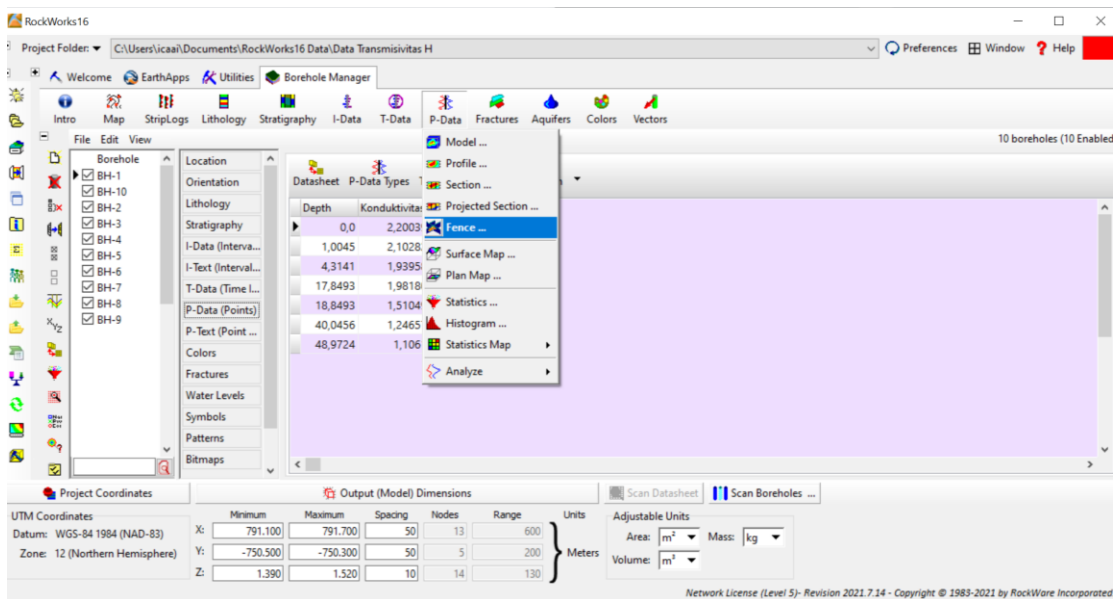 RockWorks16
Project Folder: C:\Users\icaai\Documents\RockWorks16 Data\Data Transmisivitas H Preferences Window Help
Welcome EarthApps Utilities Borehole Manager
Intro Map StripLogs Lithology Stratigraphy I-Data T-Data P-Data Fractures Aquifers Colors Vectors
File Edit View 10 boreholes (10 Enabled
Borehole
BH-1
BH-10
BH-2
BH-3
BH-4
BH-5
BH-6
BH-7
BH-8
BH-9
Location
Orientation
Lithology
Stratigraphy
I-Data (Interva...
I-Text (Interval...
T-Data (Time I...
P-Data (Points)
P-Text (Point ...
Colors
Fractures
Water Levels
Symbols
Patterns
Bitmaps
Datasheet P-Data Types
Depth Konduktivitas
0,0 2,2003
1,0045 2,1028
4,3141 1,9395
17,8493 1,9818
18,8493 1,5104
40,0456 1,2465
48,9724 1,106
Model ...
Profile ...
Section ...
Projected Section ...
Fence ...
Surface Map ...
Plan Map ...
Statistics ...
Histogram ...
Statistics Map
Analyze
Project Coordinates Output (Model) Dimensions Scan Datasheet Scan Boreholes ...
UTM Coordinates
Datum: WGS-84 1984 (NAD-83)
Zone: 12 (Northern Hemisphere)
Minimum Maximum Spacing Nodes Range Units
X: 791.100 791.700 50 13 600
Y: -750.500 -750.300 50 5 200 Meters
Z: 1.390 1.520 10 14 130
Adjustable Units
Area: m² Mass: kg
Volume: m³
Network License (Level 5)- Revision 2021.7.14 - Copyright © 1983-2021 by RockWare Incorporated